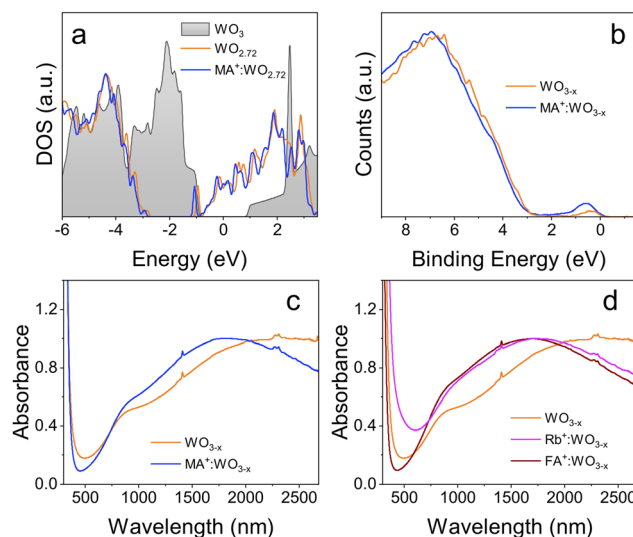 a
WO3
WO2.72
MA+:WO2.72
DOS (a.u.)
-6 -4 -2 0 2
Energy (eV)
b
WO3-x
MA+:WO3-x
Counts (a.u.)
8 6 4 2 0
Binding Energy (eV)
c
1.2
0.8
0.4
0.0
Absorbance
WO3-x
MA+:WO3-x
500 1000 1500 2000 2500
Wavelength (nm)
d
1.2
0.8
0.4
0.0
Absorbance
WO3-x
Rb+:WO3-x
FA+:WO3-x
500 1000 1500 2000 2500
Wavelength (nm)